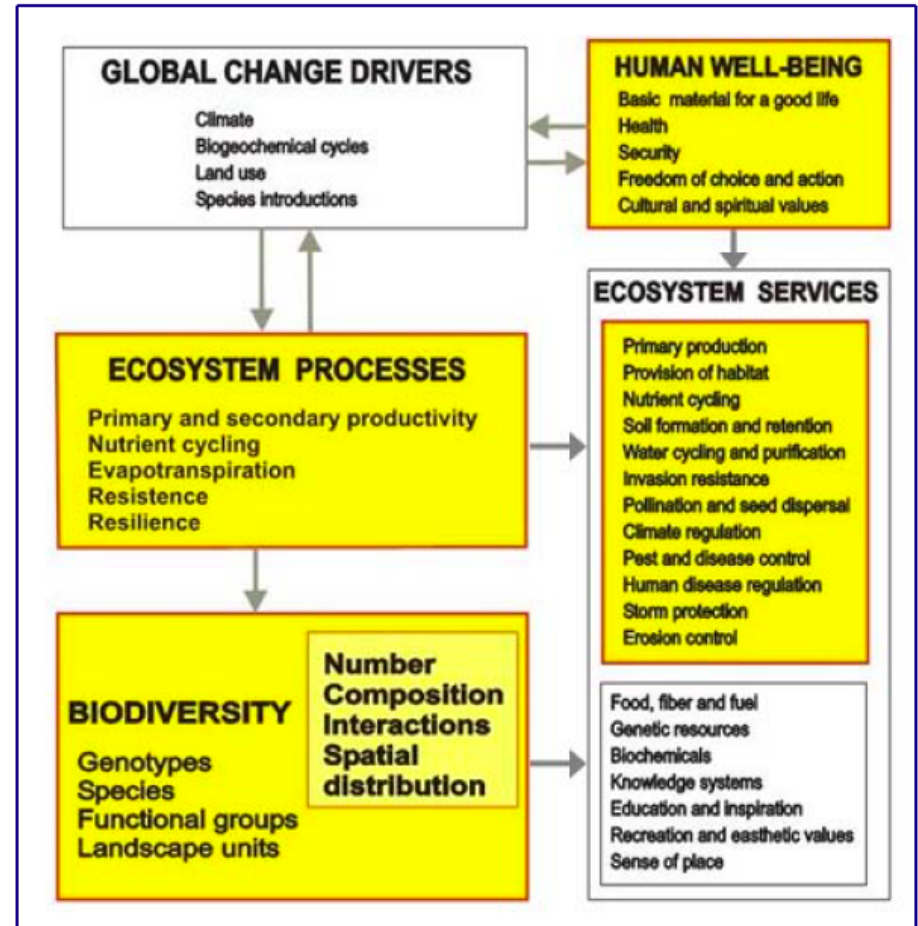 GLOBAL CHANGE DRIVERS
Climate
Biogeochemical cycles
Land use
Species introductions
HUMAN WELL-BEING
Basic material for a good life
Health
Security
Freedom of choice and action
Cultural and spiritual values
ECOSYSTEM PROCESSES
Primary and secondary productivity
Nutrient cycling
Evapotranspiration
Resistence
Resilience
BIODIVERSITY
Genotypes
Species
Functional groups
Landscape units
Number
Composition
Interactions
Spatial
distribution
ECOSYSTEM SERVICES
Primary production
Provision of habitat
Nutrient cycling
Soil formation and retention
Water cycling and purification
Invasion resistance
Pollination and seed dispersal
Climate regulation
Pest and disease control
Human disease regulation
Storm protection
Erosion control
Food, fiber and fuel
Genetic resources
Biochemicals
Knowledge systems
Education and inspiration
Recreation and easthetic values
Sense of place